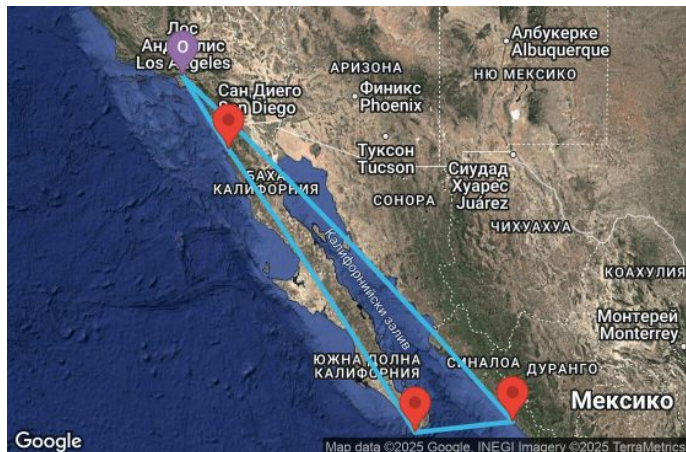 Лос
Анджелис
Los Angeles
O
Сан Диего
San Diego
АРИЗОНА
Финикс
Phoenix
Албукерке
Albuquerque
НЮ МЕКСИКО
Тусон
Tucson
Сиудад
Хуарес
Juárez
БАХА
КАЛИФОРНИЯ
СОНОРА
ЧИХУАХУА
КОАХУИЛА
Калифорнийски залив
Монтерей
Monterrey
ЮЖНА ДОЛНА
КАЛИФОРНИЯ
СИНАЛОА
ДУРАНГО
Мексико
Google
Map data ©2025 Google, INEGI Imagery ©2025 TerraMetrics